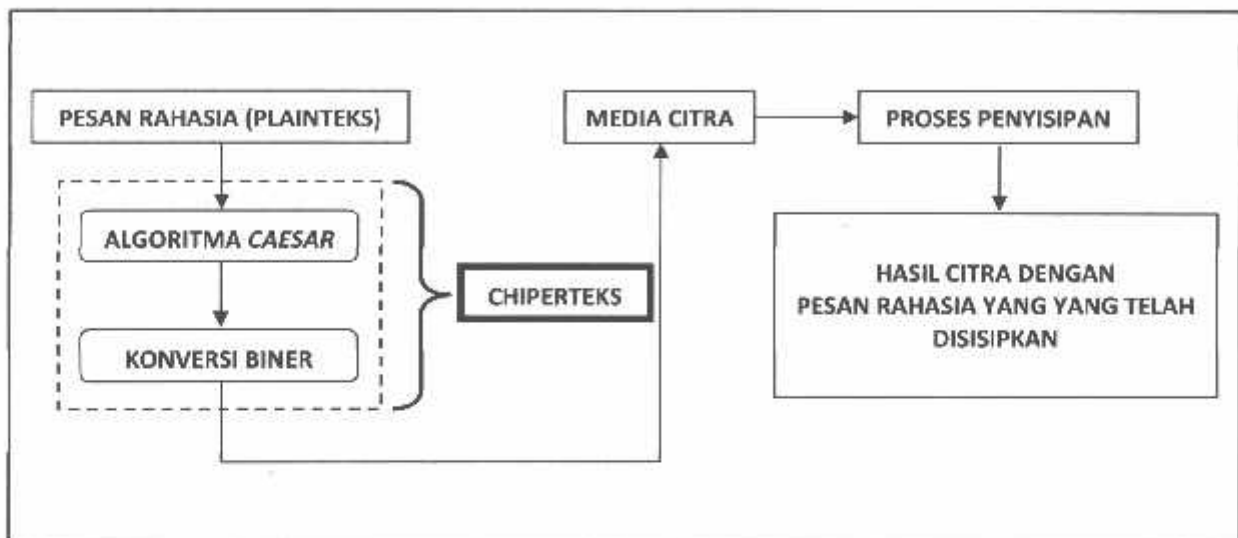 PESAN RAHASIA (PLAINTEKS)
ALGORITMA CAESAR
KONVERSI BINER
CHIPERTEKS
MEDIA CITRA
PROSES PENYISIPAN
HASIL CITRA DENGAN
PESAN RAHASIA YANG YANG TELAH
DISISIPKAN